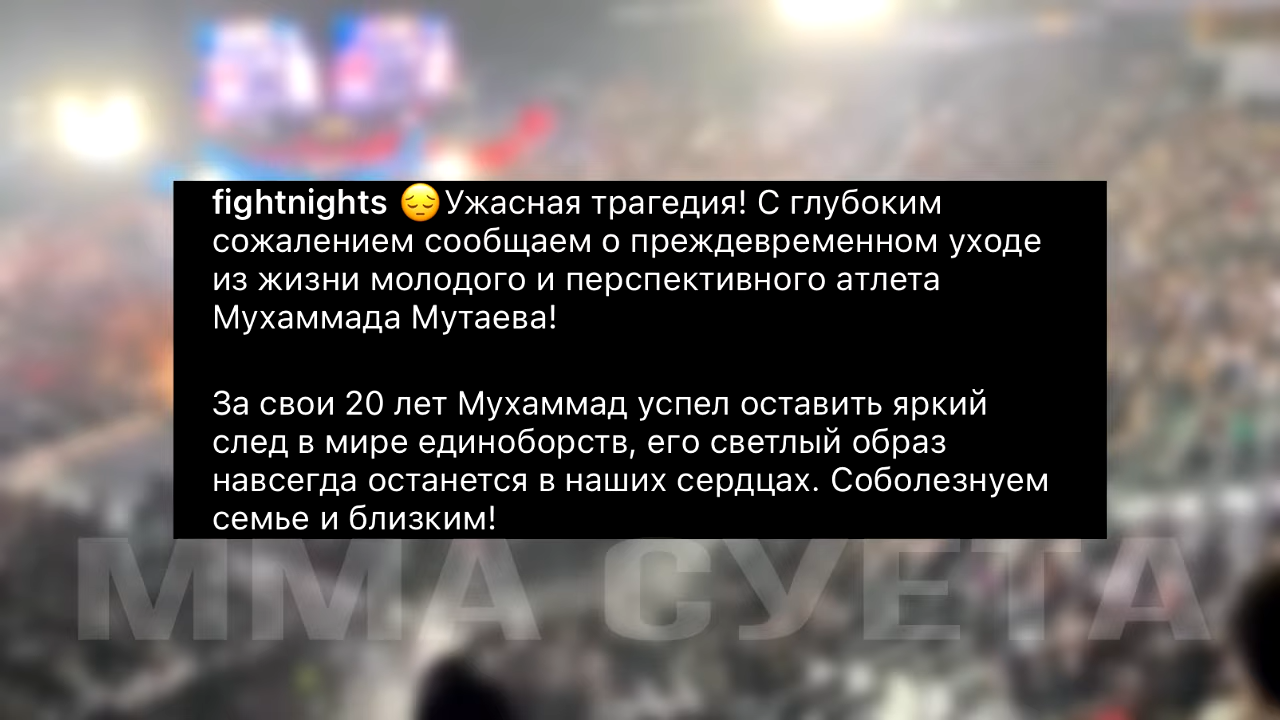 fightnights 😔Ужасная трагедия! С глубоким
сожалением сообщаем о преждевременном уходе
из жизни молодого и перспективного атлета
Мухаммада Мутаева!
За свои 20 лет Мухаммад успел оставить яркий
след в мире единоборств, его светлый образ
навсегда останется в наших сердцах. Соболезнуем
семье и близким!
ММА СУЕТА